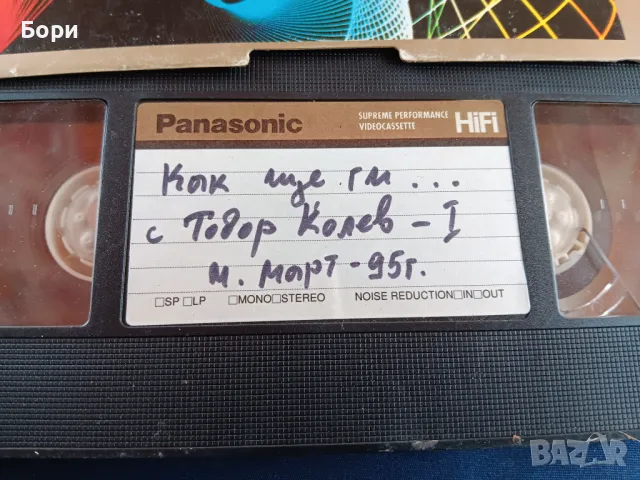 Бори
Panasonic
SUPREME PERFORMANCE
VIDEOCASSETTE
HiFi
Как ще ги...
с Тодор Колев - I
м. март - 95г.
SP LP MONO STEREO NOISE REDUCTION IN OUT
bazar